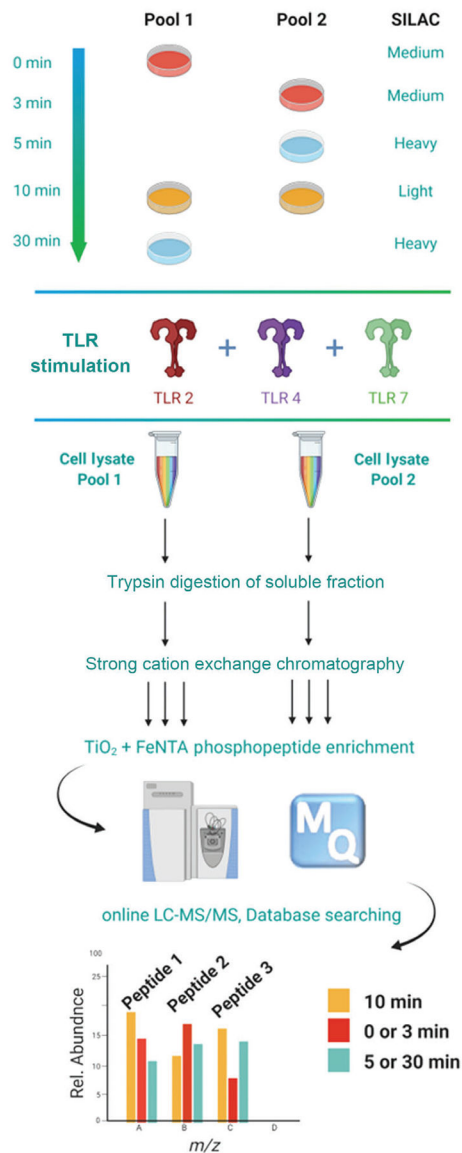 Pool 1 Pool 2 SILAC
0 min Medium
3 min Medium
5 min Heavy
10 min Light
30 min Heavy
TLR
stimulation
+ +
TLR 2 TLR 4 TLR 7
Cell lysate
Pool 1
Cell lysate
Pool 2
Trypsin digestion of soluble fraction
Strong cation exchange chromatography
TiO₂ + FeNTA phosphopeptide enrichment
MQ
online LC-MS/MS, Database searching
Rel. Abundnce
100
25
15
10
5
0
Peptide 1
Peptide 2
Peptide 3
A B C D
m/z
10 min
0 or 3 min
5 or 30 min